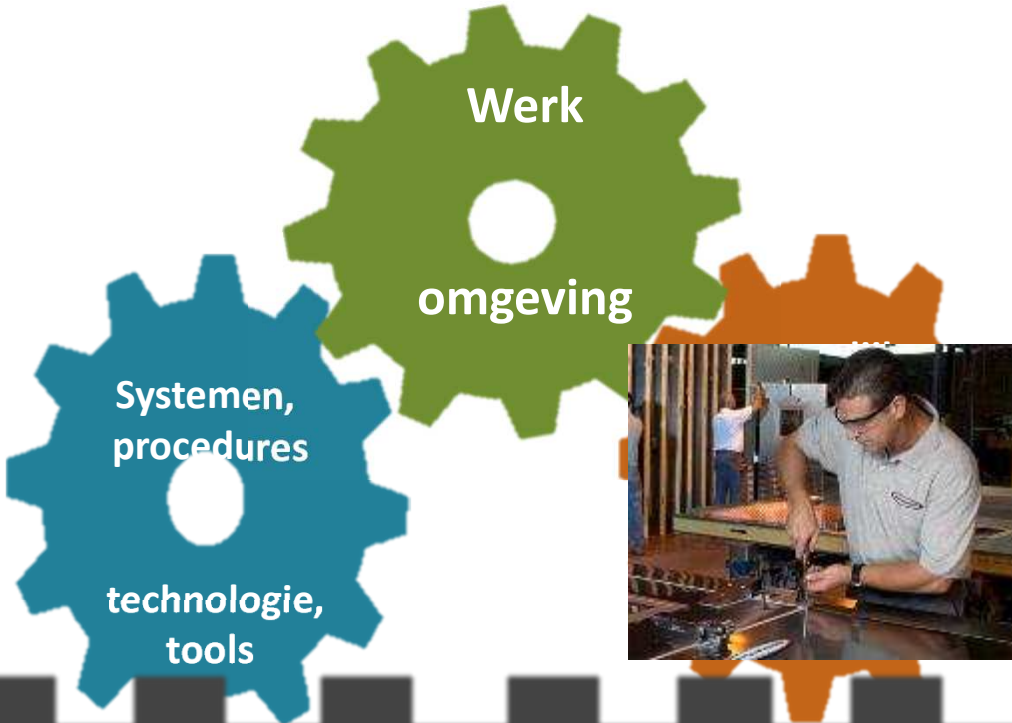 Werk
omgeving
Systemen,
procedures
technologie,
tools